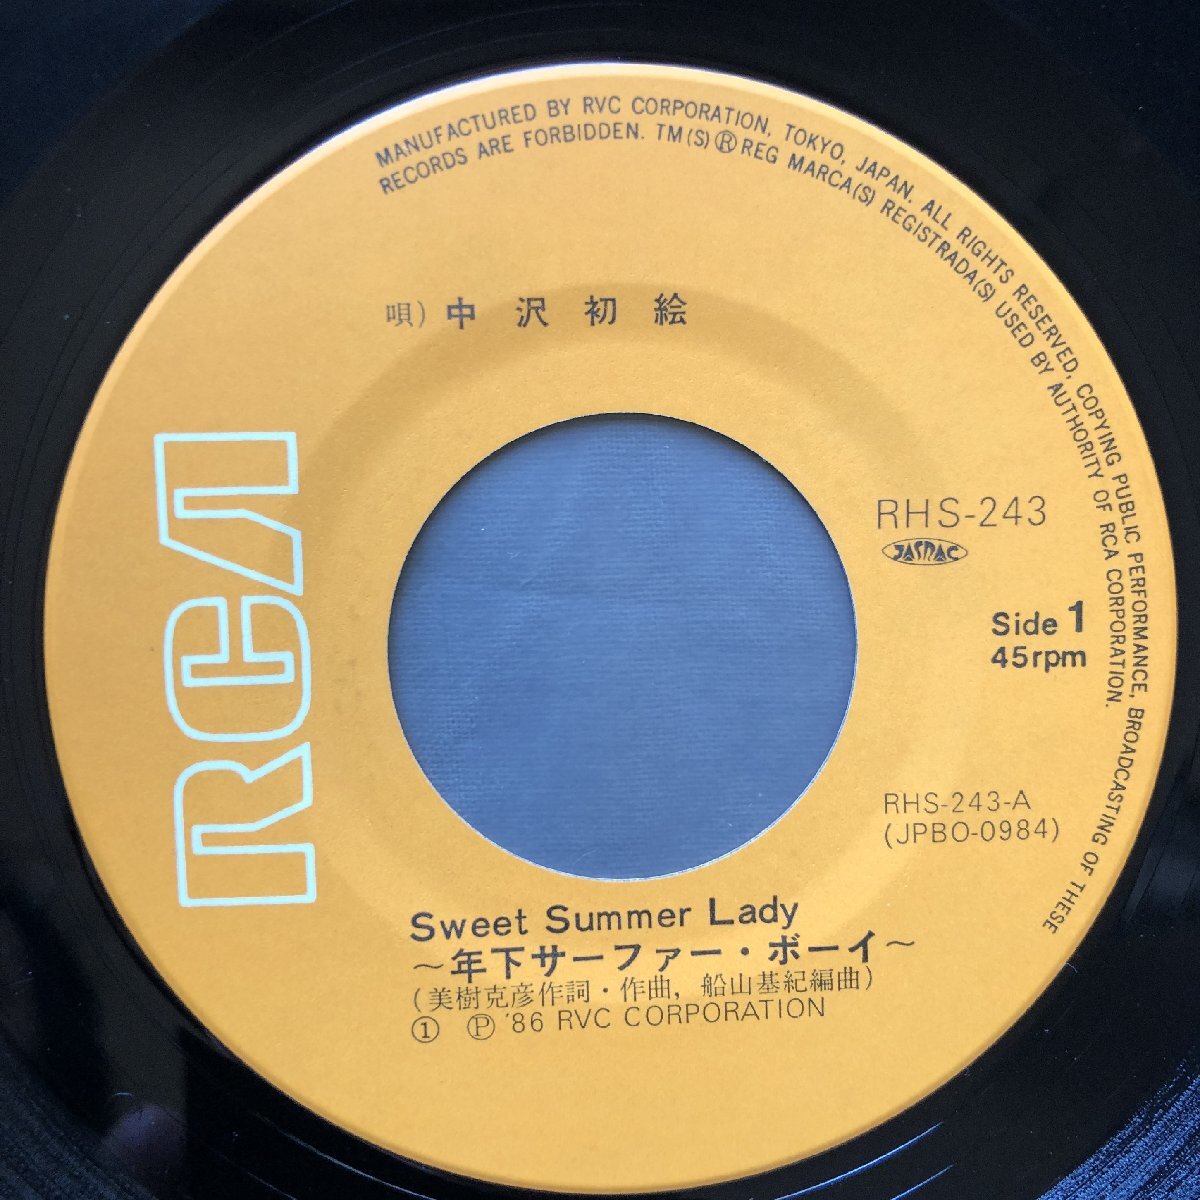 MANUFACTURED BY RVC CORPORATION, TOKYO, JAPAN. ALL RIGHTS RESERVED, COPYING PUBLIC PERFORMANCE, BROADCASTING OF THESE
RECORDS ARE FORBIDDEN. TM(S)®REG MARCA(S) REGISTRADA(S) USED BY AUTHORITY OF RCA CORPORATION.
唄) 中沢初絵
RCA
RHS-243
JASRAC
Side 1
45rpm
RHS-243-A
(JPBO-0984)
Sweet Summer Lady
～年下サーファー・ボーイ～
(美樹克彦作詞・作曲, 船山基紀編曲)
① Ⓟ '86 RVC CORPORATION